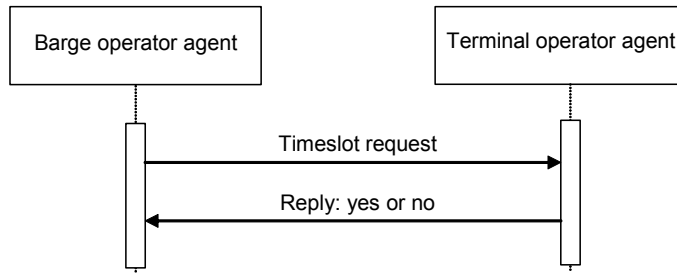 Barge operator agent
Terminal operator agent
Timeslot request
Reply: yes or no